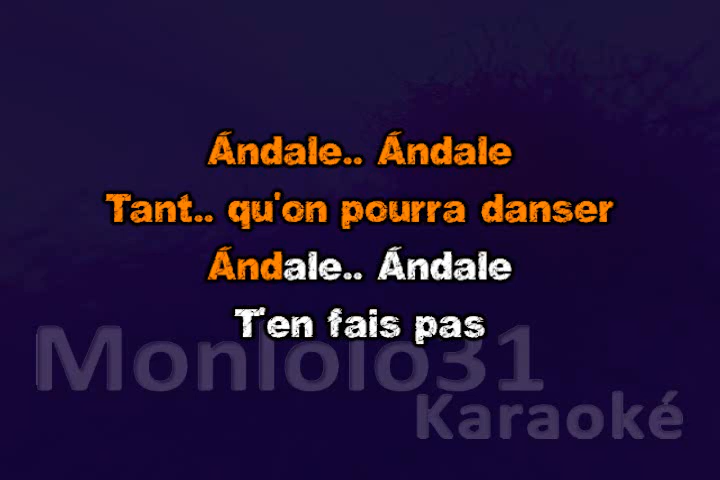 Ándale.. Ándale
Tant.. qu'on pourra danser
Ándale.. Ándale
T'en fais pas
Monlolo31
Karaoké